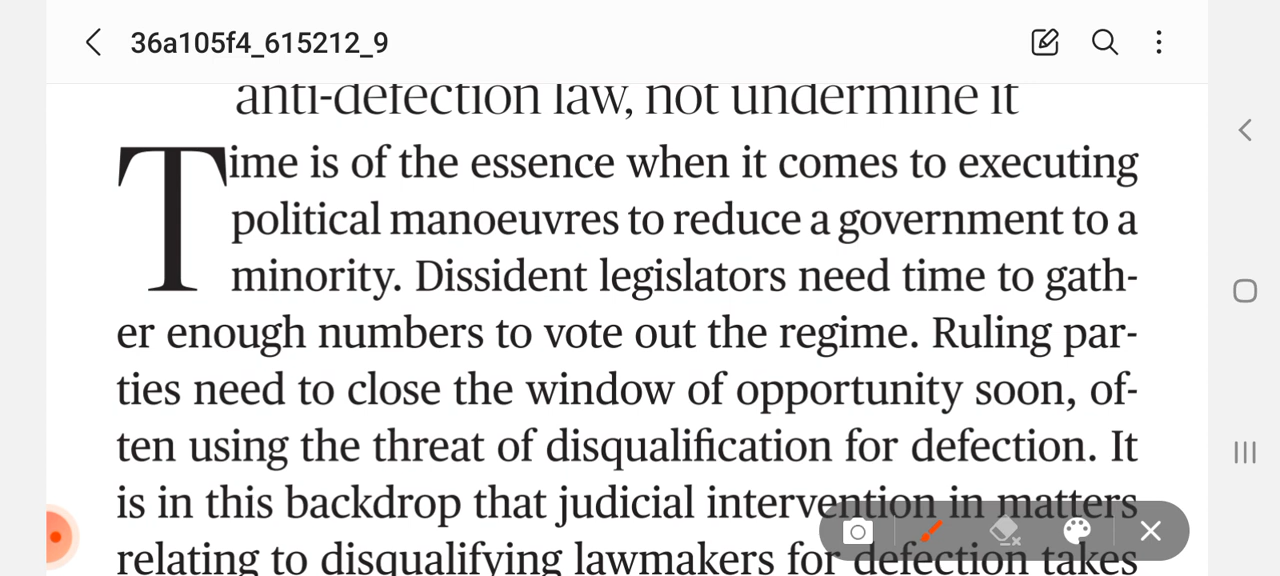 36a105f4_615212_9
anti-defection law, not undermine it
Time is of the essence when it comes to executing
political manoeuvres to reduce a government to a
minority. Dissident legislators need time to gath-
er enough numbers to vote out the regime. Ruling par-
ties need to close the window of opportunity soon, of-
ten using the threat of disqualification for defection. It
is in this backdrop that judicial intervention in matters
relating to disqualifying lawmakers for defection takes